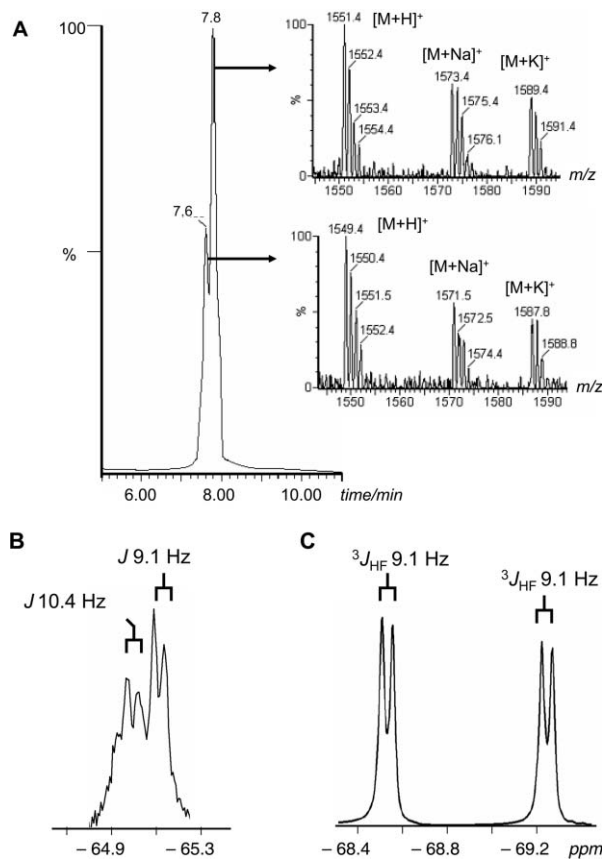 A
100
7.8
7.6
%
6.00 8.00 10.00 time/min
[M+H]+
[M+Na]+
[M+K]+
100
1551.4
1552.4
1553.4
1554.4
1573.4
1575.4
1576.1
1589.4
1591.4
%
0
1550 1560 1570 1580 1590
m/z
[M+H]+
[M+Na]+
[M+K]+
100
1549.4
1550.4
1551.5
1552.4
1571.5
1572.5
1574.4
1587.8
1588.8
%
0
1550 1560 1570 1580 1590
m/z
B
J 9.1 Hz
J 10.4 Hz
– 64.9 – 65.3
C
³JHF 9.1 Hz
³JHF 9.1 Hz
– 68.4 – 68.8 – 69.2 ppm